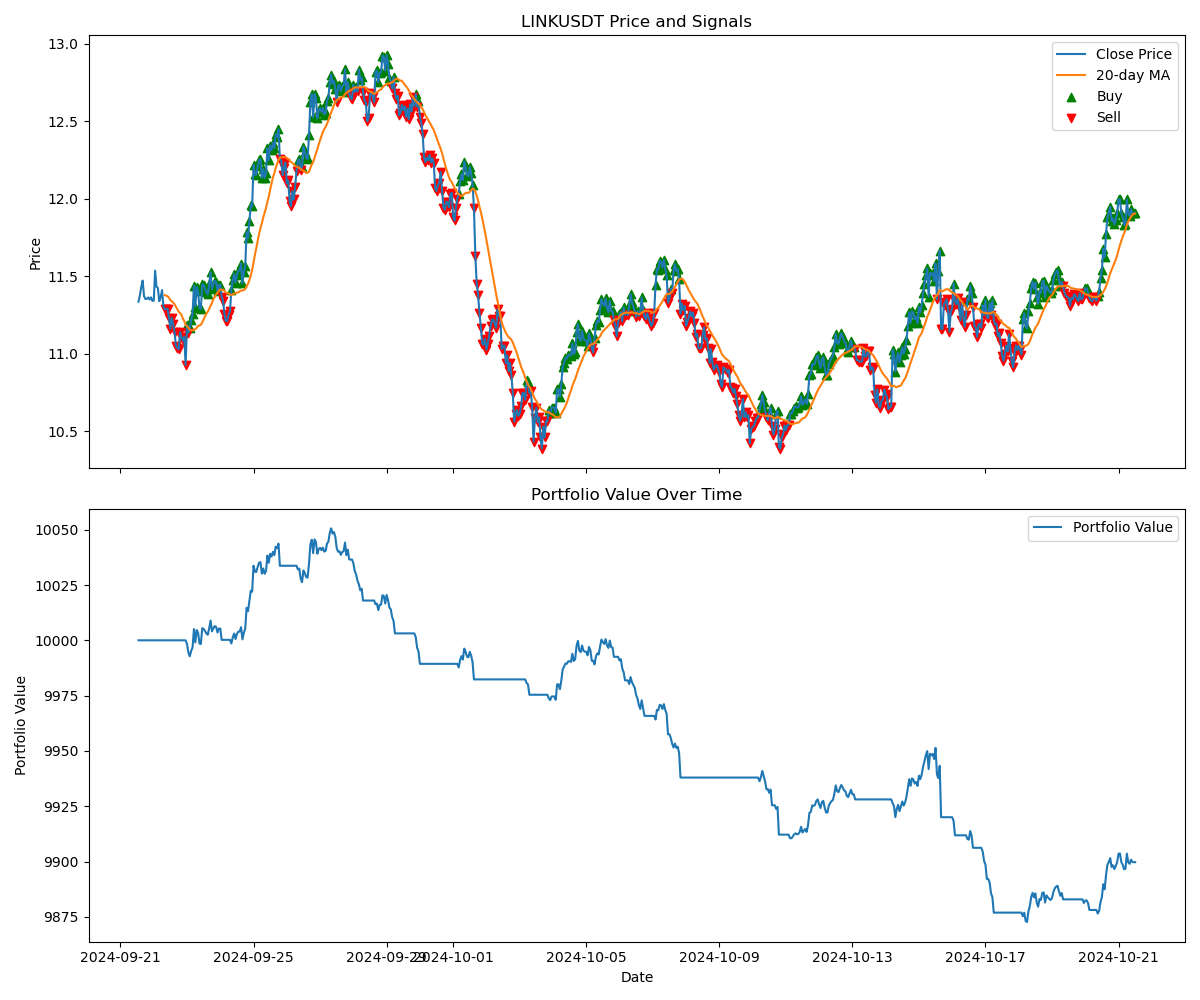 LINKUSDT Price and Signals
Price
13.0
12.5
12.0
11.5
11.0
10.5
Close Price
20-day MA
Buy
Sell
Portfolio Value Over Time
Portfolio Value
10050
10025
10000
9975
9950
9925
9900
9875
Portfolio Value
2024-09-21
2024-09-25
2024-09-29
2024-10-01
2024-10-05
2024-10-09
2024-10-13
2024-10-17
2024-10-21
Date